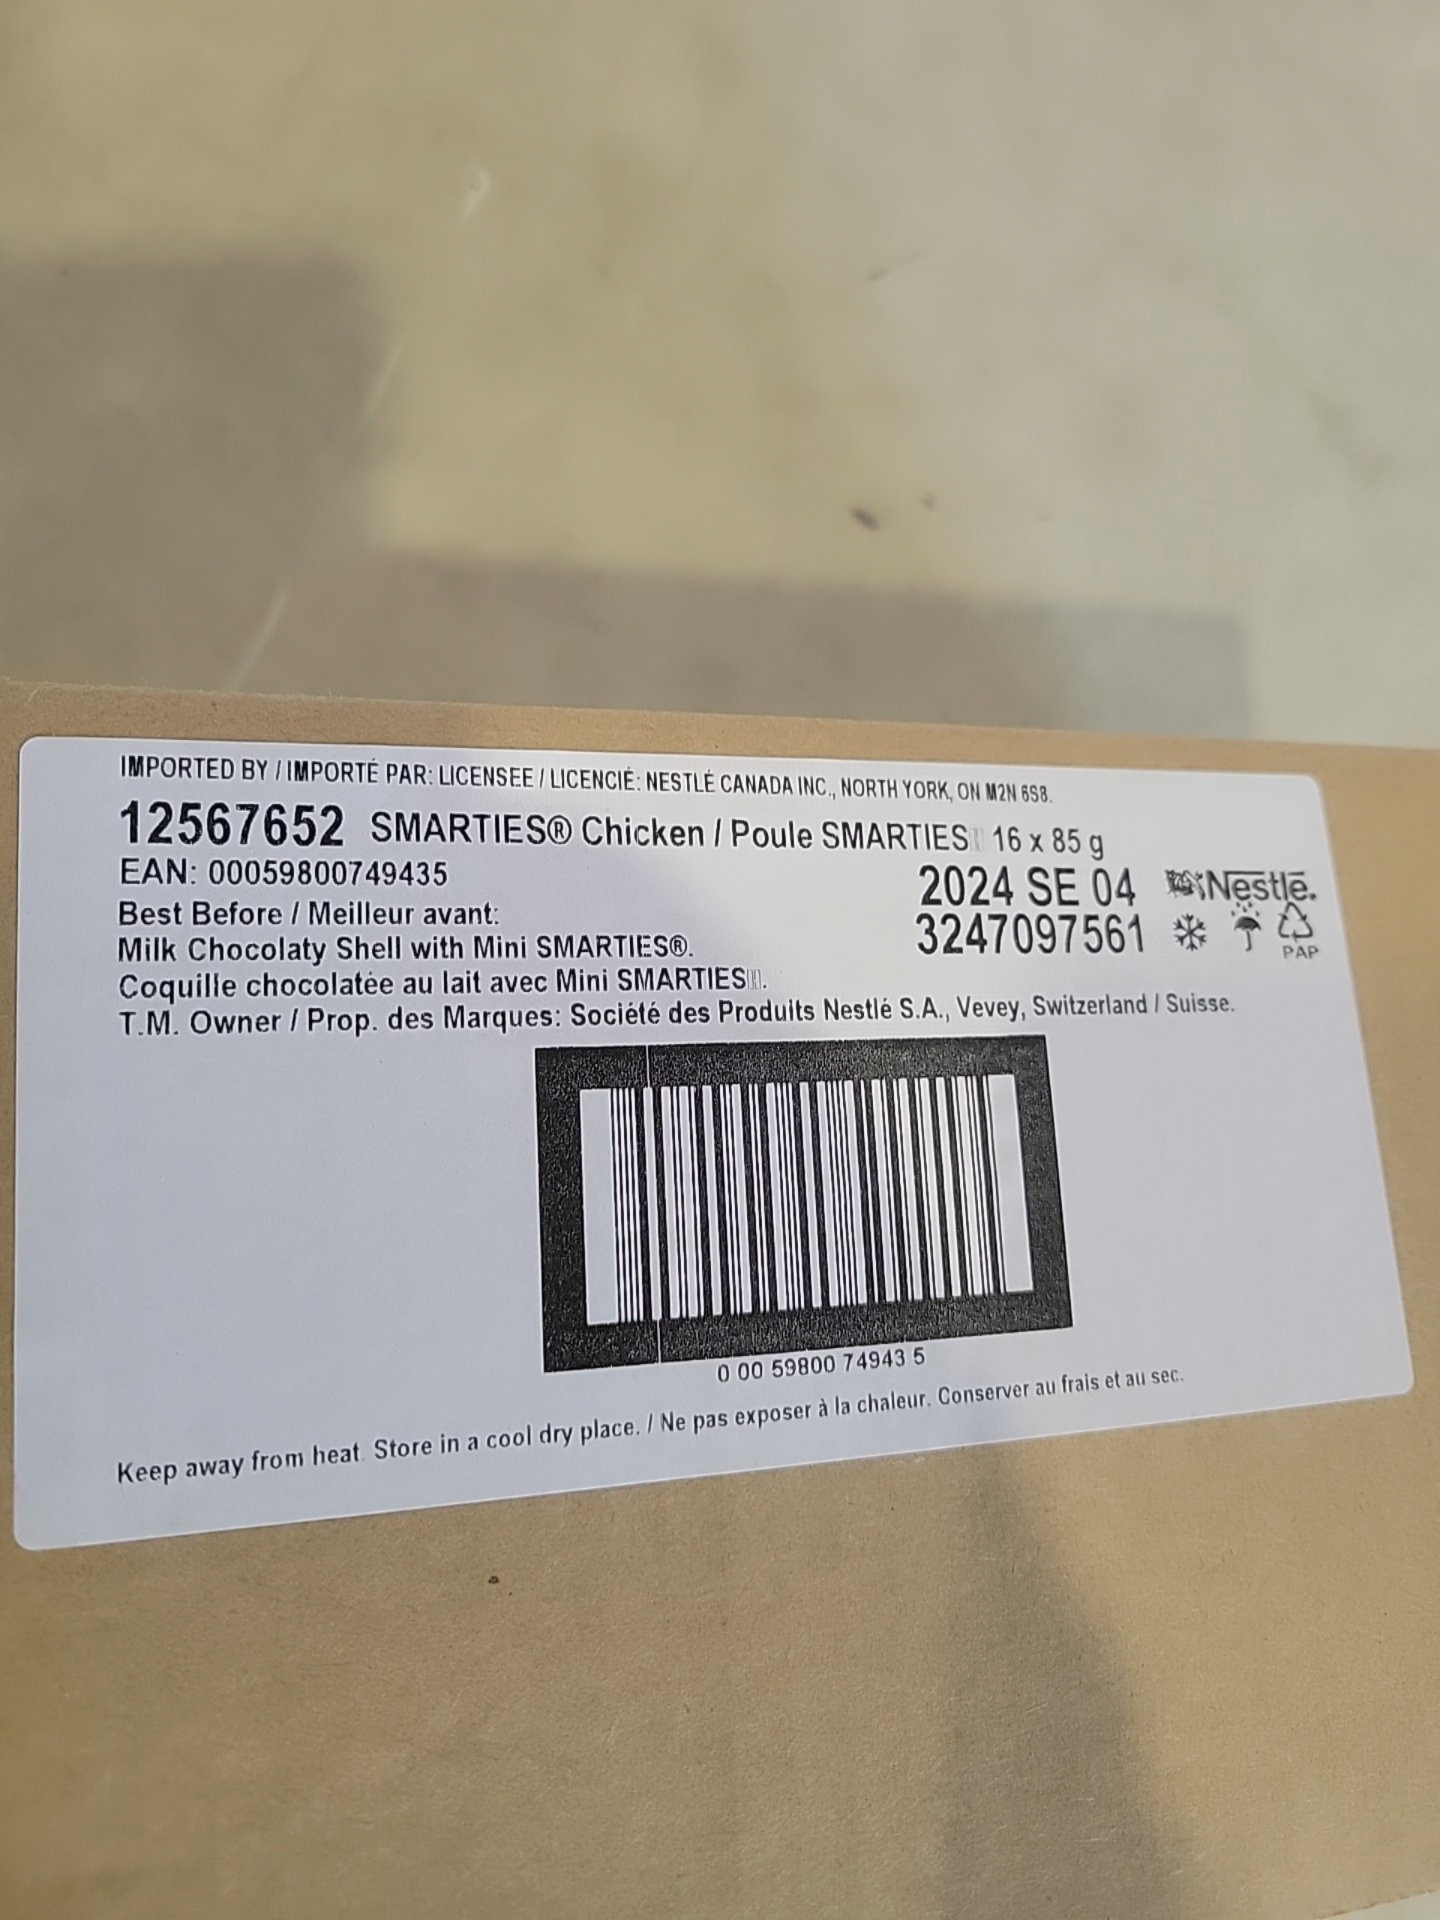 IMPORTED BY / IMPORTÉ PAR: LICENSEE / LICENCIÉ: NESTLÉ CANADA INC., NORTH YORK, ON M2N 6S8.
12567652 SMARTIES® Chicken / Poule SMARTIES 16 x 85 g
EAN: 00059800749435
2024 SE 04 Nestlé.
Best Before / Meilleur avant:
3247097561
PAP
Milk Chocolaty Shell with Mini SMARTIES®.
Coquille chocolatée au lait avec Mini SMARTIES.
T.M. Owner / Prop. des Marques: Société des Produits Nestlé S.A., Vevey, Switzerland / Suisse.
0 00 59800 74943 5
Keep away from heat. Store in a cool dry place. / Ne pas exposer à la chaleur. Conserver au frais et au sec.